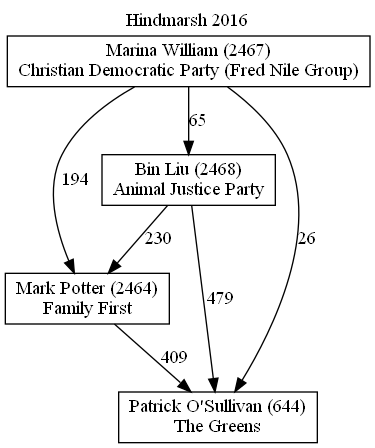 Hindmarsh 2016
Marina William (2467)
Christian Democratic Party (Fred Nile Group)
65
Bin Liu (2468)
Animal Justice Party
194
230
26
Mark Potter (2464)
Family First
479
409
Patrick O'Sullivan (644)
The Greens